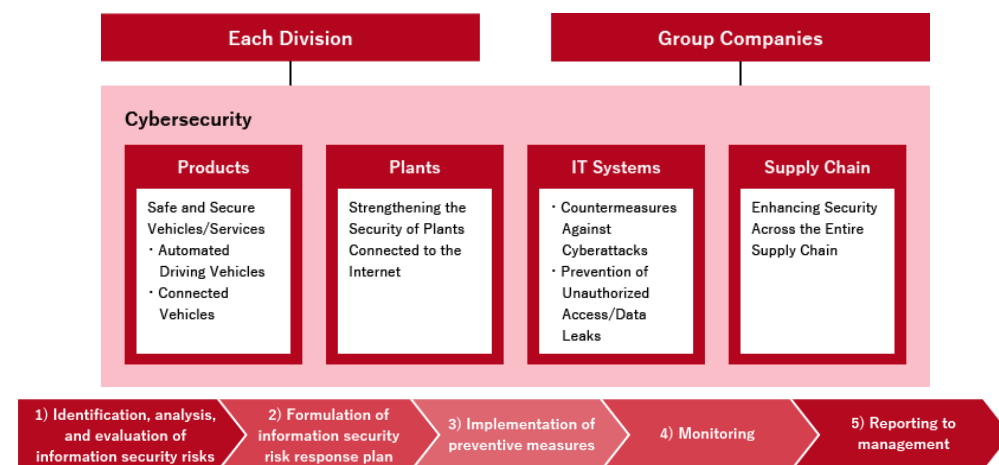 Each Division
Group Companies
Cybersecurity
Products
Safe and Secure
Vehicles/Services
・Automated
Driving Vehicles
・Connected
Vehicles
Plants
Strengthening the
Security of Plants
Connected to the
Internet
IT Systems
・Countermeasures
Against
Cyberattacks
・Prevention of
Unauthorized
Access/Data
Leaks
Supply Chain
Enhancing Security
Across the Entire
Supply Chain
1) Identification, analysis,
and evaluation of
information security risks
2) Formulation of
information security
risk response plan
3) Implementation of
preventive measures
4) Monitoring
5) Reporting to
management